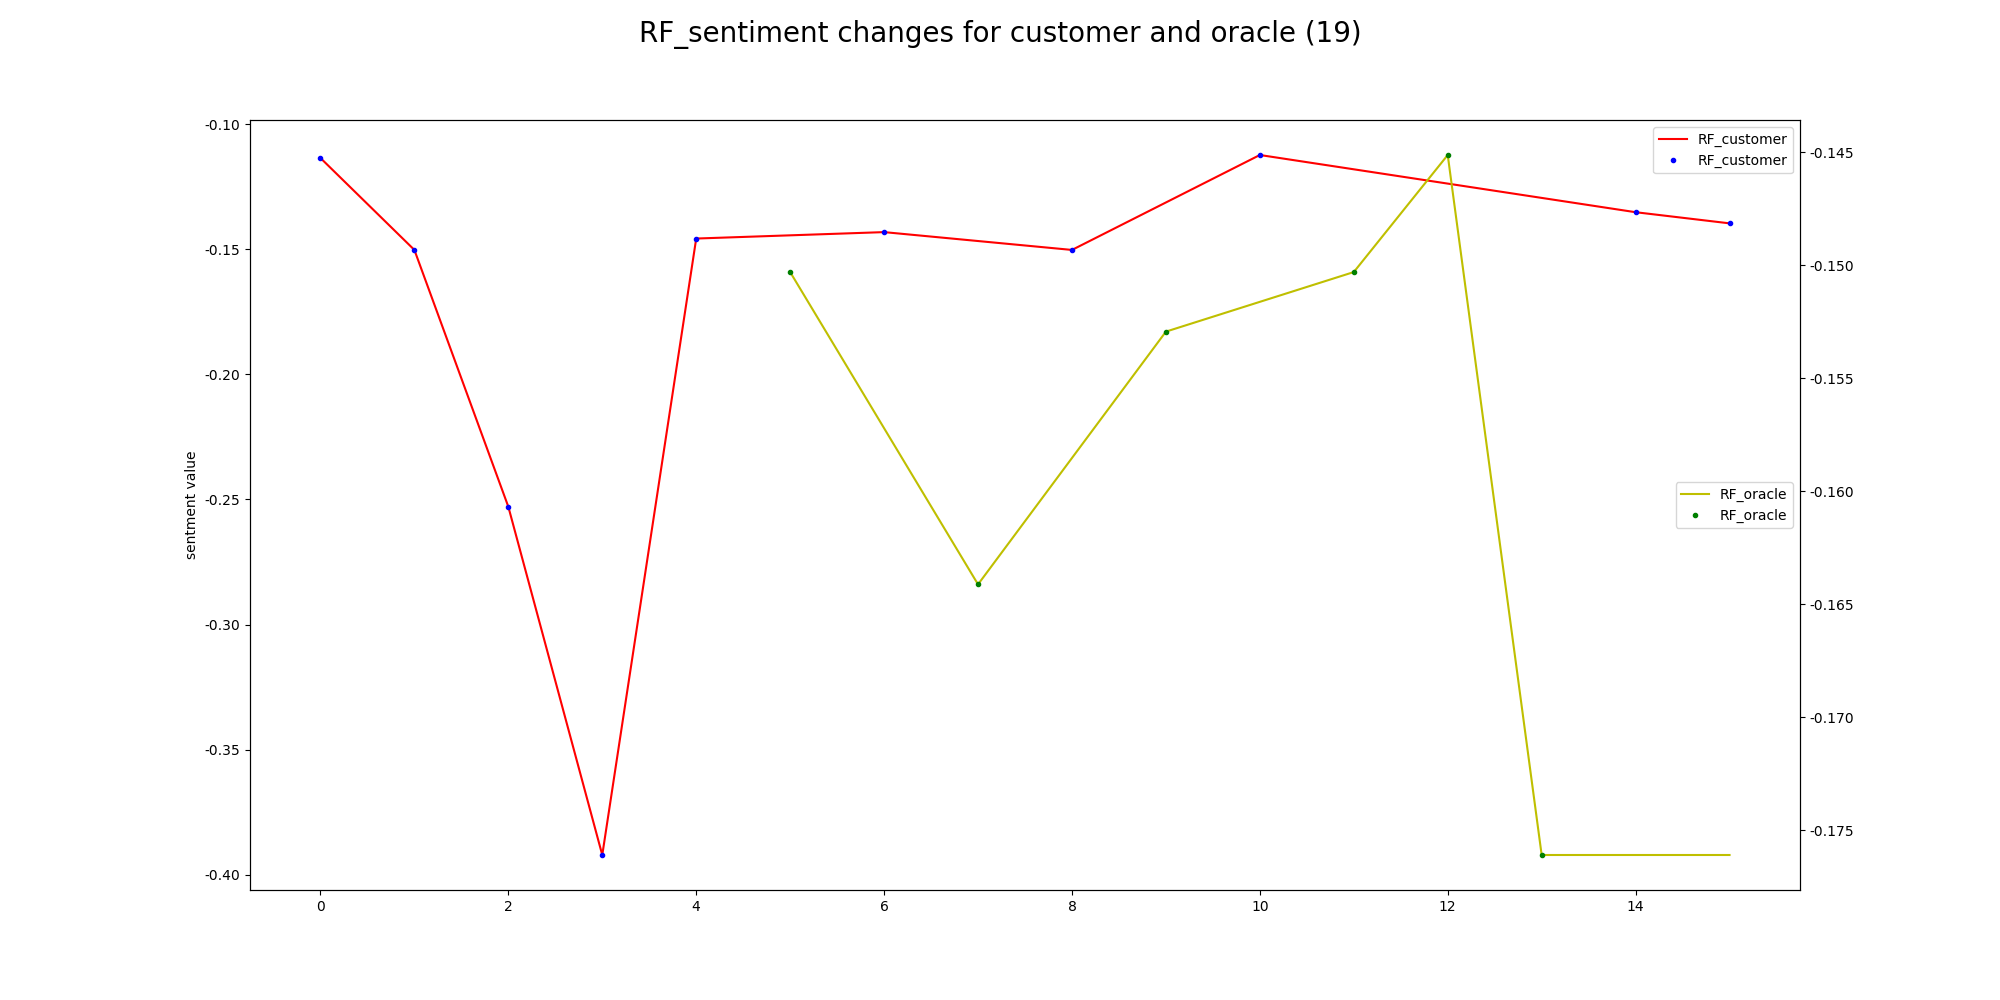 RF_sentiment changes for customer and oracle (19)
-0.10
-0.15
-0.20
-0.25
-0.30
-0.35
-0.40
sentment value
0 2 4 6 8 10 12 14
RF_customer
RF_customer
RF_oracle
RF_oracle
-0.145
-0.150
-0.155
-0.160
-0.165
-0.170
-0.175